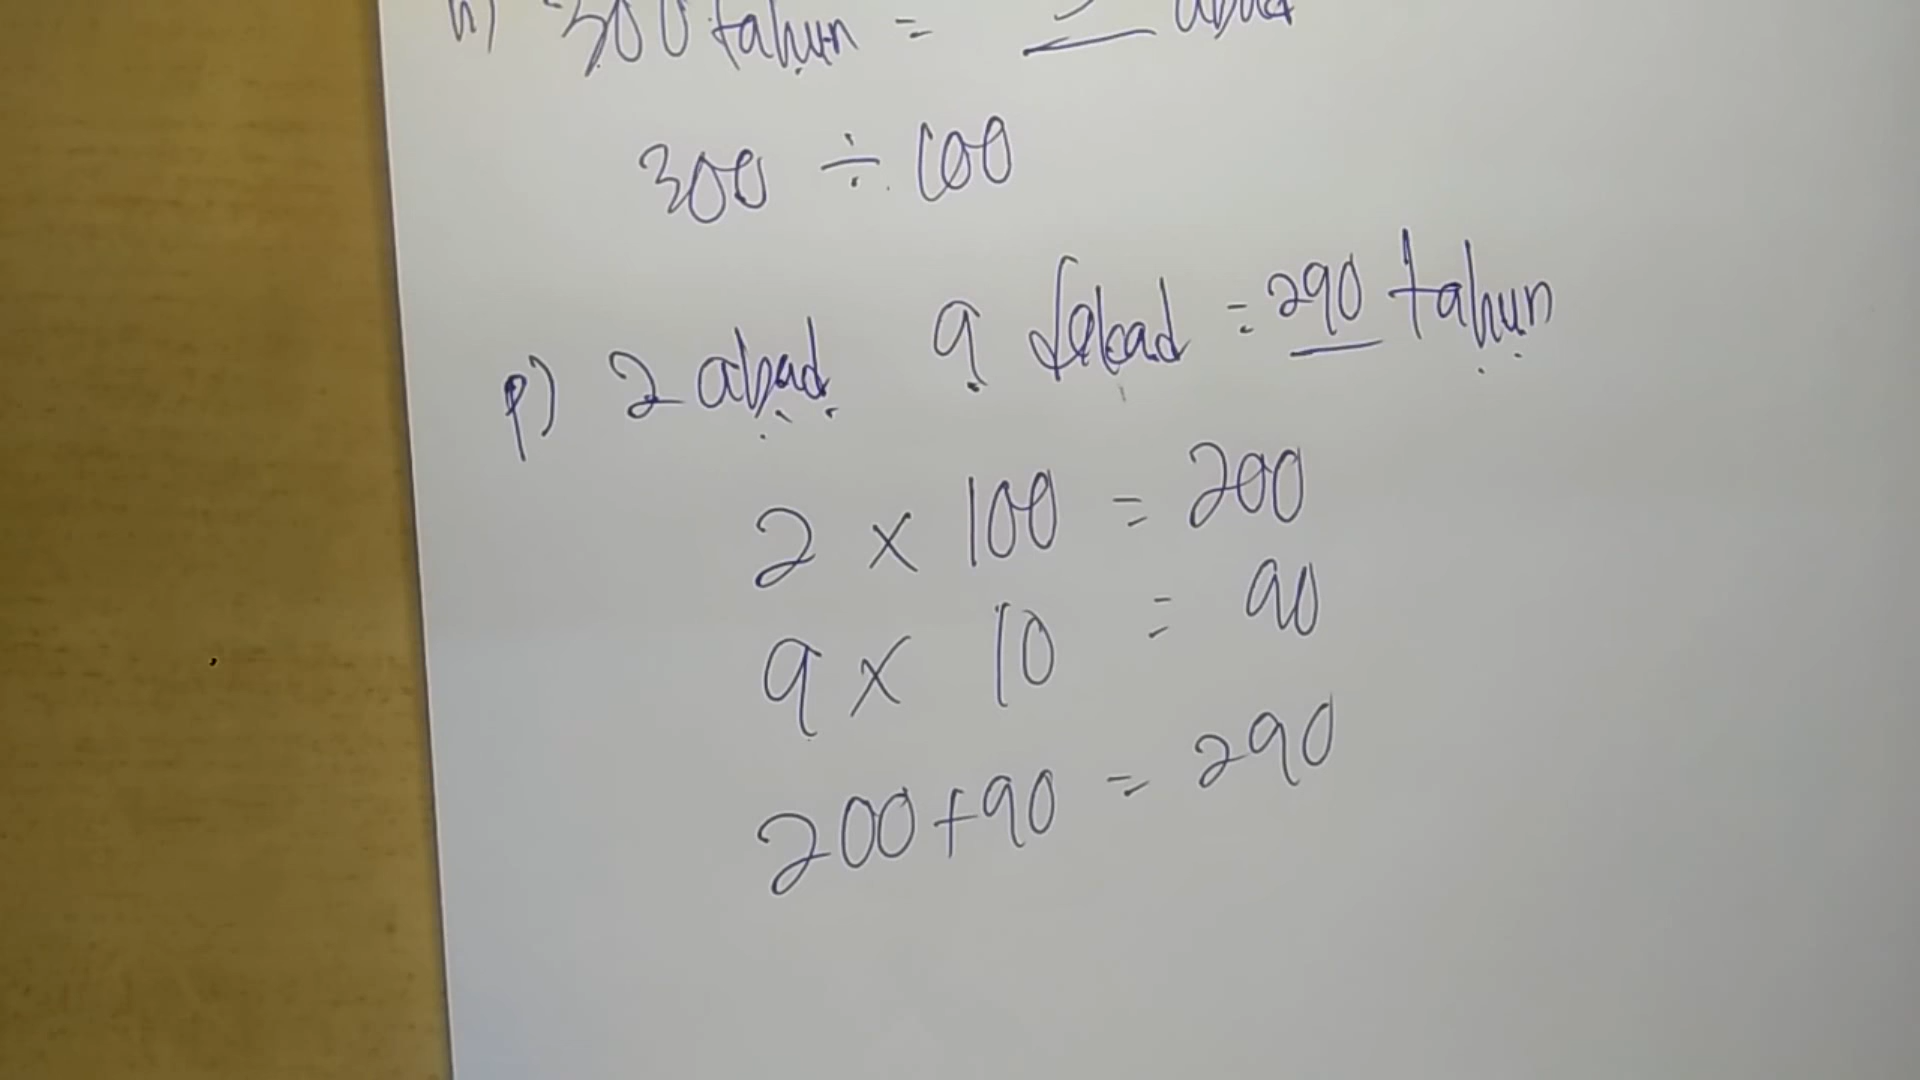 300 tahun = abad
300 ÷ 100
p) 2 abad 9 dekad = 290 tahun
2 x 100 = 200
9 x 10 = 90
200 + 90 = 290